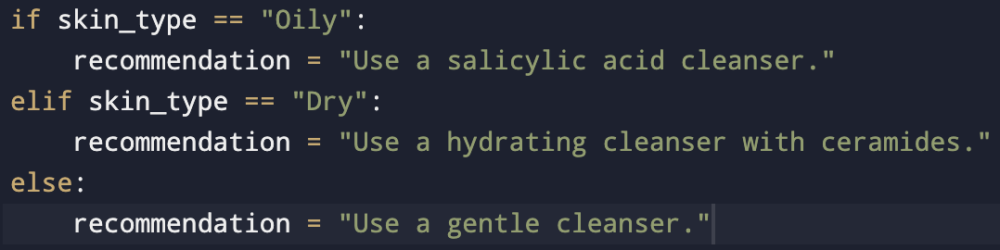 if skin_type == "Oily":
    recommendation = "Use a salicylic acid cleanser."
elif skin_type == "Dry":
    recommendation = "Use a hydrating cleanser with ceramides."
else:
    recommendation = "Use a gentle cleanser."